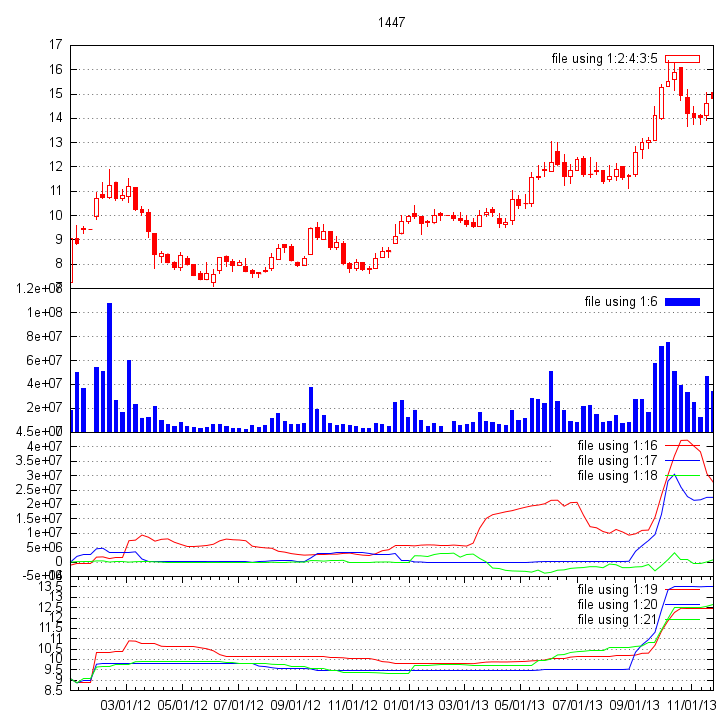 1447
17
file using 1:2:4:3:5
16
15
14
13
12
11
10
9
8
1.2e+08
file using 1:6
1e+08
8e+07
6e+07
4e+07
2e+07
4.5e+07
file using 1:16
4e+07
file using 1:17
3.5e+07
file using 1:18
3e+07
2.5e+07
2e+07
1.5e+07
1e+07
5e+06
0
-5e+06
file using 1:19
13.5
13
file using 1:20
12.5
file using 1:21
12
11.5
11
10.5
10
9.5
9
8.5
03/01/12 05/01/12 07/01/12 09/01/12 11/01/12 01/01/13 03/01/13 05/01/13 07/01/13 09/01/13 11/01/13